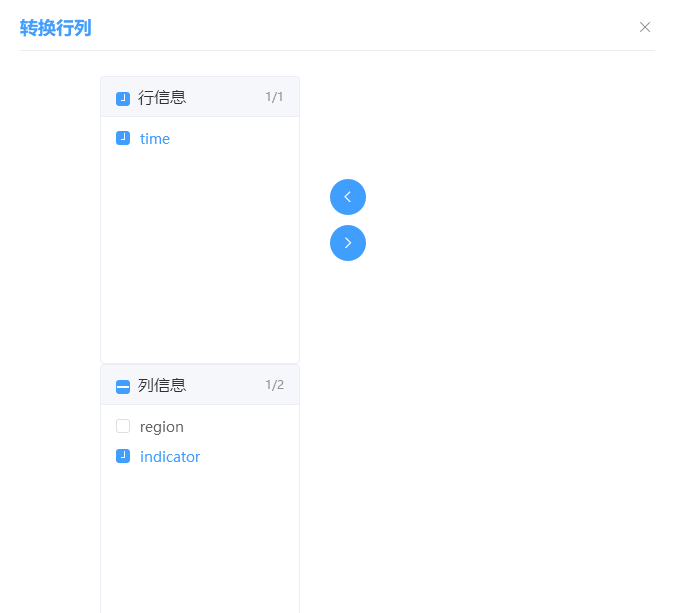 转换行列
行信息 1/1
time
列信息 1/2
region
indicator